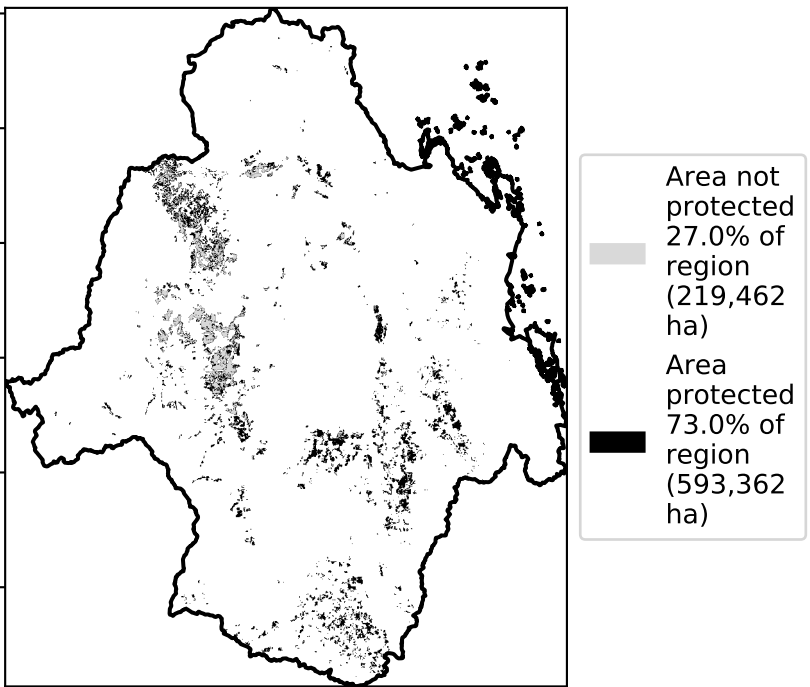 Area not
protected
27.0% of
region
(219,462
ha)
Area
protected
73.0% of
region
(593,362
ha)